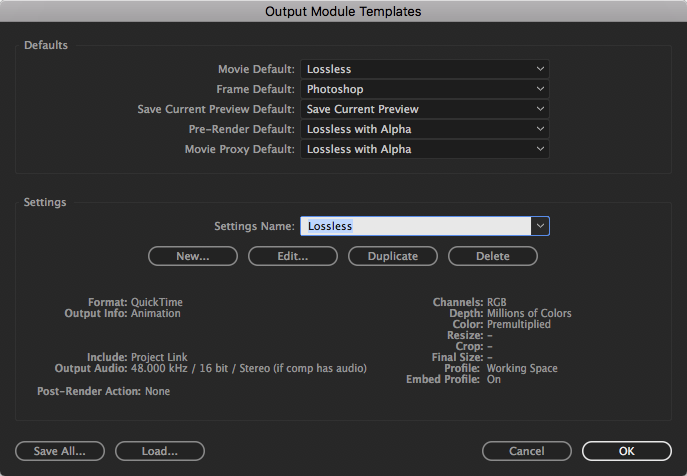 Output Module Templates
Defaults
Movie Default: Lossless
Frame Default: Photoshop
Save Current Preview Default: Save Current Preview
Pre-Render Default: Lossless with Alpha
Movie Proxy Default: Lossless with Alpha
Settings
Settings Name: Lossless
New... Edit... Duplicate Delete
Format: QuickTime
Output Info: Animation
Include: Project Link
Output Audio: 48.000 kHz / 16 bit / Stereo (if comp has audio)
Post-Render Action: None
Channels: RGB
Depth: Millions of Colors
Color: Premultiplied
Resize: -
Crop: -
Final Size: -
Profile: Working Space
Embed Profile: On
Save All... Load... Cancel OK